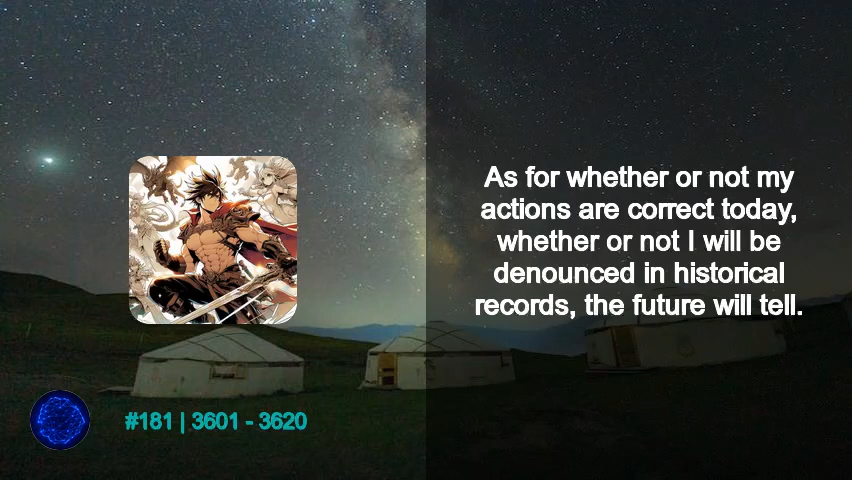 As for whether or not my
actions are correct today,
whether or not I will be
denounced in historical
records, the future will tell.
#181 | 3601 - 3620